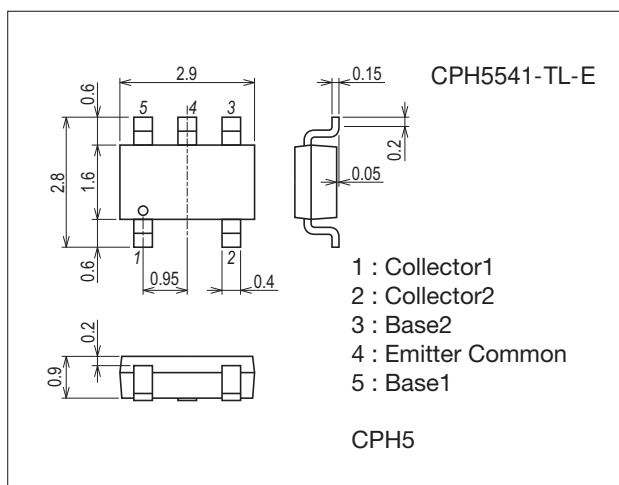 CPH5541-TL-E
2.9
0.15
0.6
5 4 3
0.2
2.8
1.6
0.05
0.6
1 2
0.95
0.4
1 : Collector1
2 : Collector2
3 : Base2
4 : Emitter Common
5 : Base1
0.2
0.9
CPH5